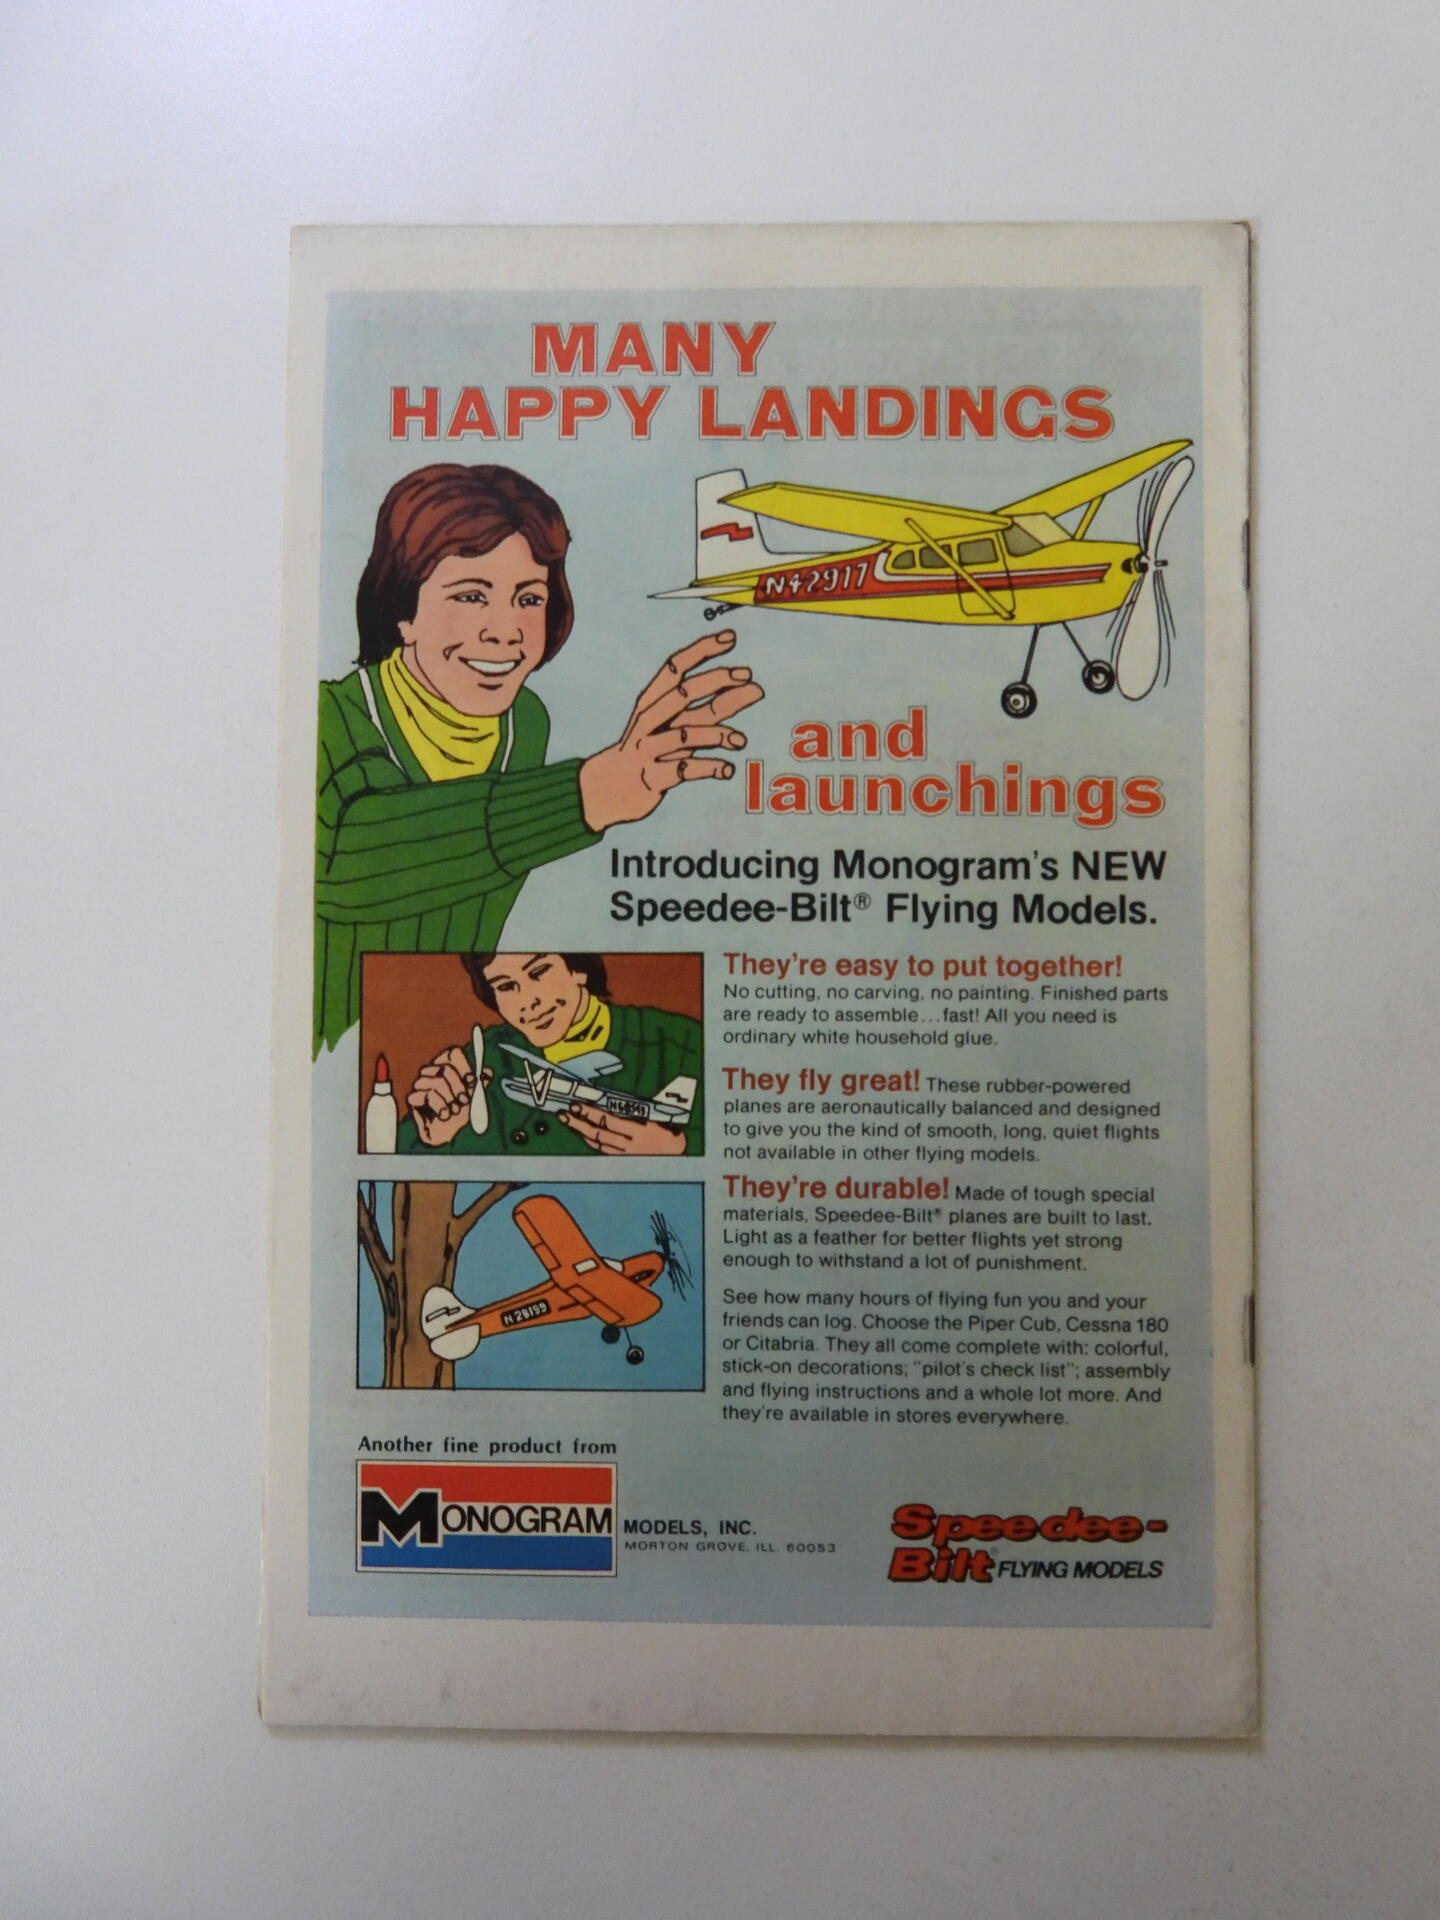 MANY
HAPPY LANDINGS
N42917
and
launchings
Introducing Monogram's NEW
Speedee-Bilt® Flying Models.
They're easy to put together!
No cutting, no carving, no painting. Finished parts
are ready to assemble...fast! All you need is
ordinary white household glue.
They fly great! These rubber-powered
planes are aeronautically balanced and designed
to give you the kind of smooth, long, quiet flights
not available in other flying models.
They're durable! Made of tough special
materials, Speedee-Bilt® planes are built to last.
Light as a feather for better flights yet strong
enough to withstand a lot of punishment.
N28199
See how many hours of flying fun you and your
friends can log. Choose the Piper Cub, Cessna 180
or Citabria. They all come complete with: colorful,
stick-on decorations; "pilot's check list"; assembly
and flying instructions and a whole lot more. And
they're available in stores everywhere.
Another fine product from
MONOGRAM MODELS, INC.
MORTON GROVE, ILL. 60053
Speedee-
Bilt® FLYING MODELS